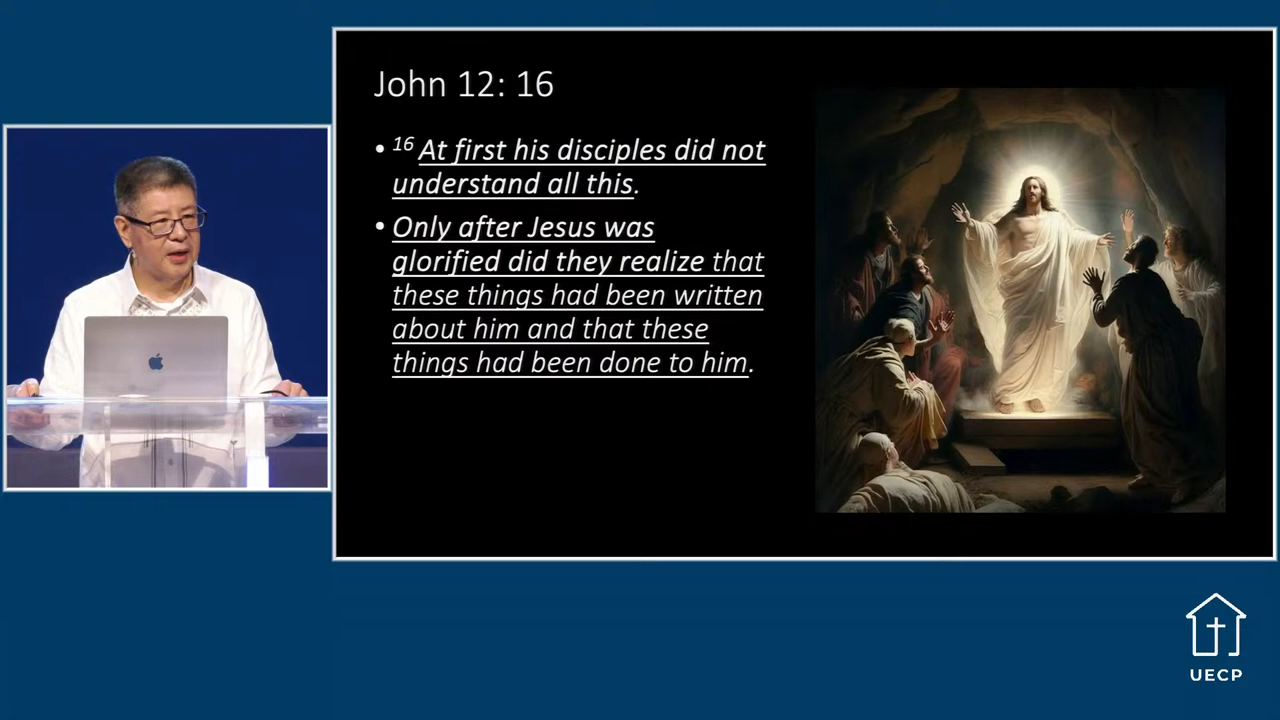 John 12: 16
• 16 At first his disciples did not
understand all this.
• Only after Jesus was
glorified did they realize that
these things had been written
about him and that these
things had been done to him.
UECP